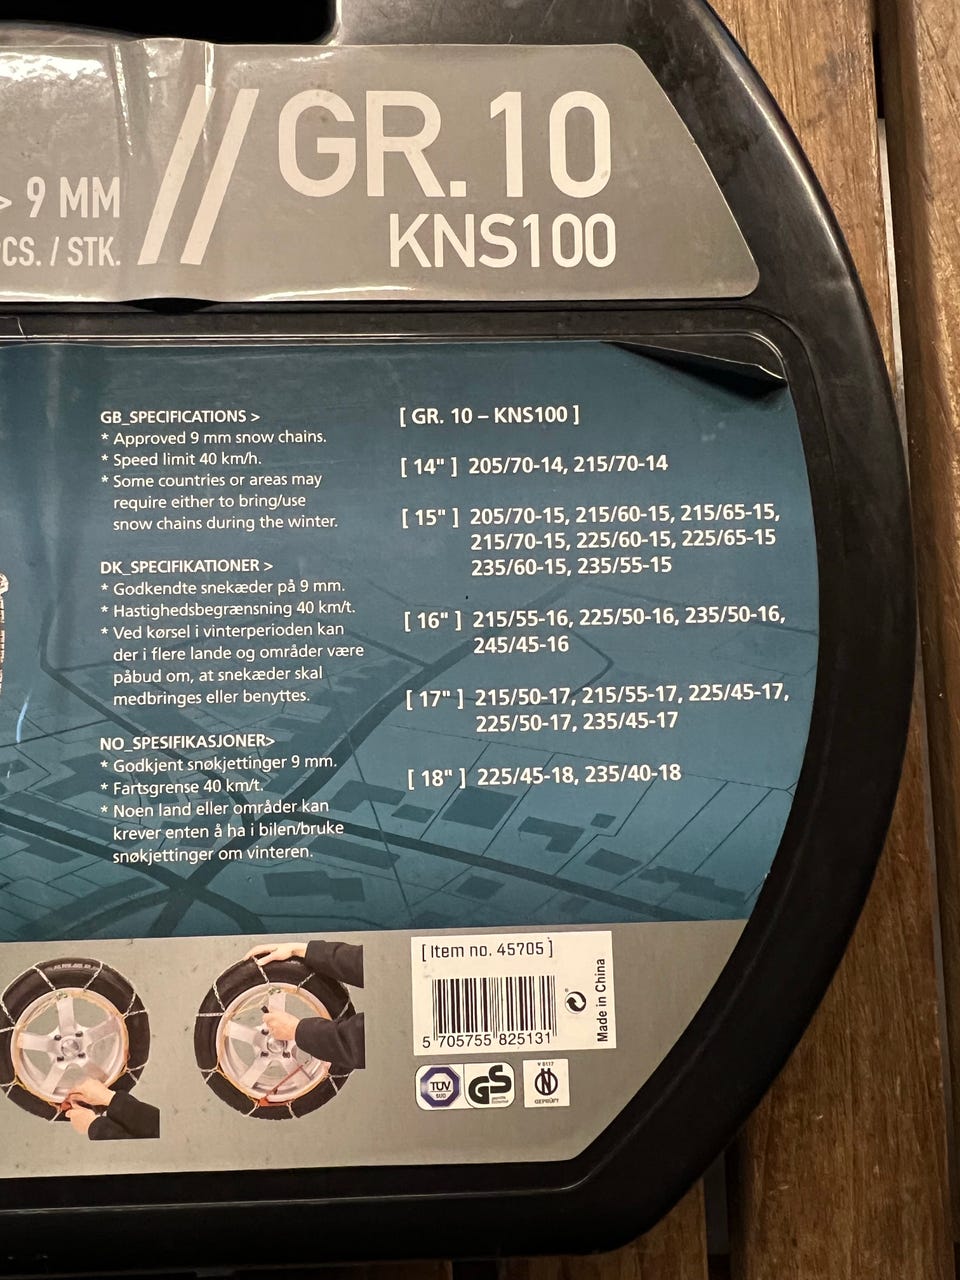 > 9 MM
CS. / STK.
// GR. 10
KNS100
GB_SPECIFICATIONS >
* Approved 9 mm snow chains.
* Speed limit 40 km/h.
* Some countries or areas may
require either to bring/use
snow chains during the winter.
DK_SPECIFIKATIONER >
* Godkendte snekæder på 9 mm.
* Hastighedsbegrænsning 40 km/t.
* Ved kørsel i vinterperioden kan
der i flere lande og områder være
påbud om, at snekæder skal
medbringes eller benyttes.
NO_SPESIFIKASJONER>
* Godkjent snøkjettinger 9 mm.
* Fartsgrense 40 km/t.
* Noen land eller områder kan
krever enten å ha i bilen/bruke
snøkjettinger om vinteren.
[ GR. 10 – KNS100 ]
[ 14" ] 205/70-14, 215/70-14
[ 15" ] 205/70-15, 215/60-15, 215/65-15,
215/70-15, 225/60-15, 225/65-15
235/60-15, 235/55-15
[ 16" ] 215/55-16, 225/50-16, 235/50-16,
245/45-16
[ 17" ] 215/50-17, 215/55-17, 225/45-17,
225/50-17, 235/45-17
[ 18" ] 225/45-18, 235/40-18
[ Item no. 45705 ]
5 705755 825131
Made in China
TÜV
SÜD
GS
geprüfte
Sicherheit
V 5117
N
GEPRÜFT